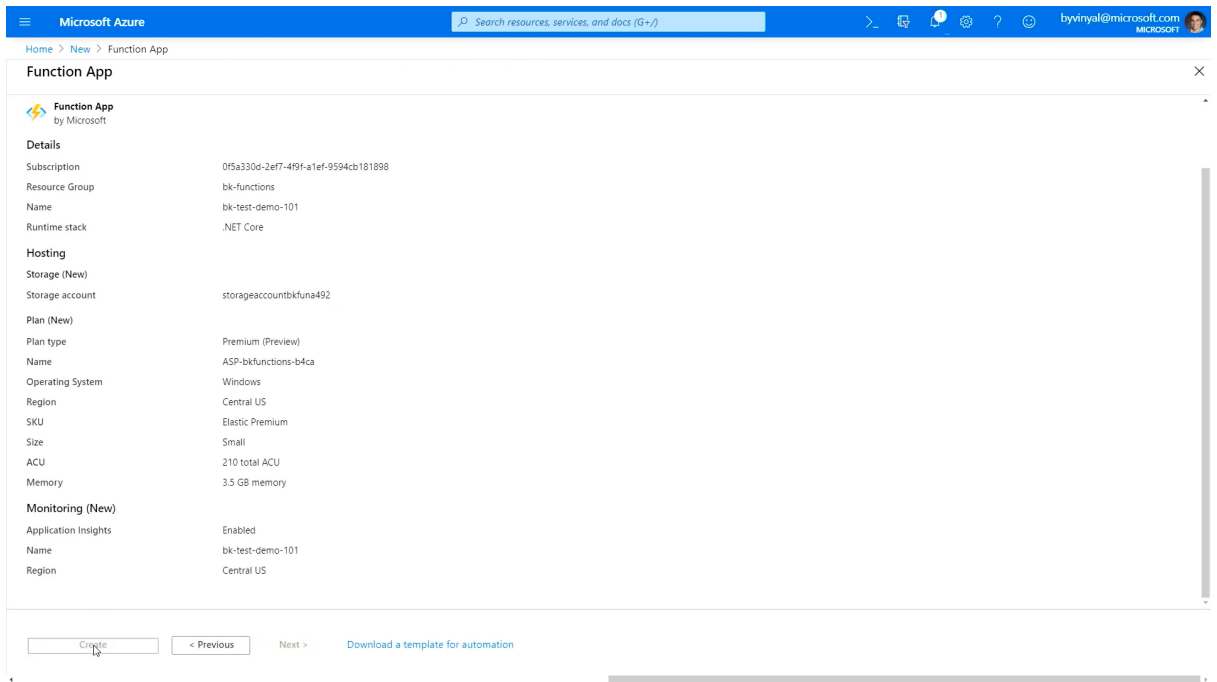 Microsoft Azure
Search resources, services, and docs (G+/)
1
byvinyal@microsoft.com
MICROSOFT
Home > New > Function App
Function App
Function App
by Microsoft
Details
Subscription 0f5a330d-2ef7-4f9f-a1ef-9594cb181898
Resource Group bk-functions
Name bk-test-demo-101
Runtime stack .NET Core
Hosting
Storage (New)
Storage account storageaccountbkfuna492
Plan (New)
Plan type Premium (Preview)
Name ASP-bkfunctions-b4ca
Operating System Windows
Region Central US
SKU Elastic Premium
Size Small
ACU 210 total ACU
Memory 3.5 GB memory
Monitoring (New)
Application Insights Enabled
Name bk-test-demo-101
Region Central US
Create < Previous Next > Download a template for automation